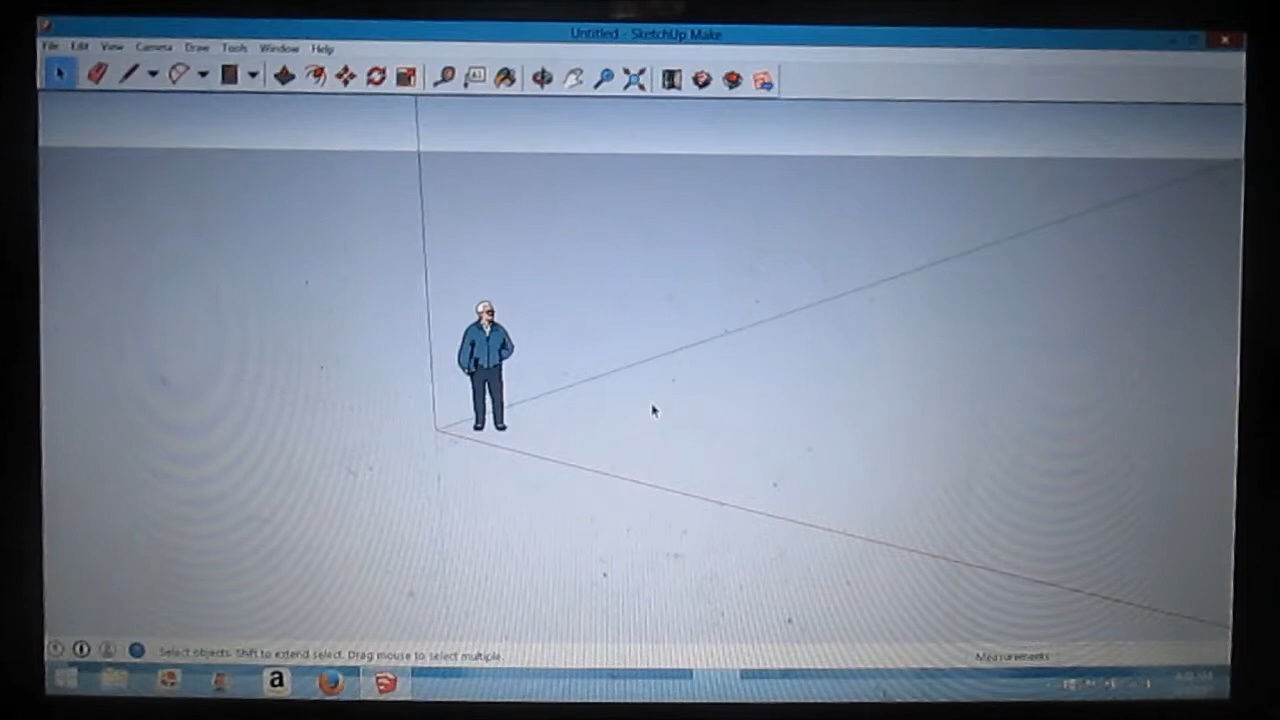 Untitled - SketchUp Make
File Edit View Camera Draw Tools Window Help
A1
Select objects. Shift to extend select. Drag mouse to select multiple.
Measurements
a